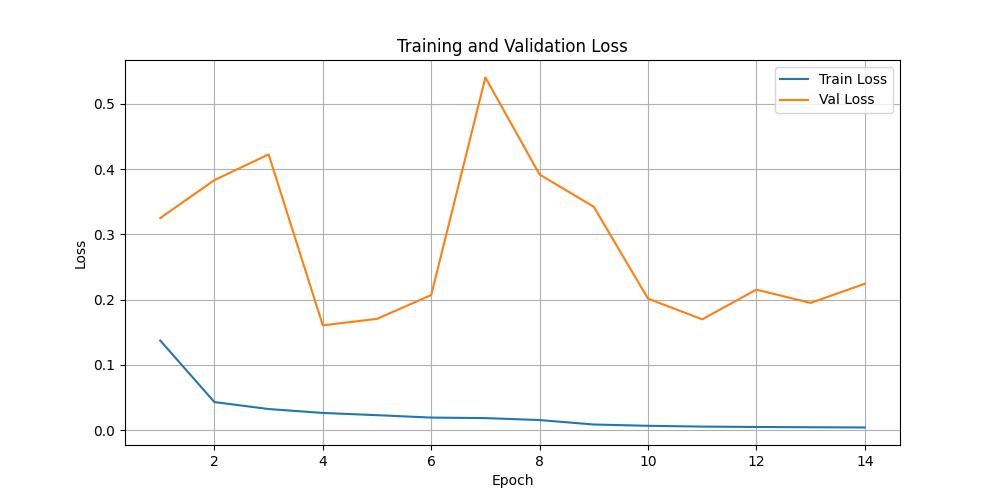 Training and Validation Loss
Train Loss
Val Loss
0.5
0.4
0.3
0.2
0.1
0.0
Loss
2 4 6 8 10 12 14
Epoch